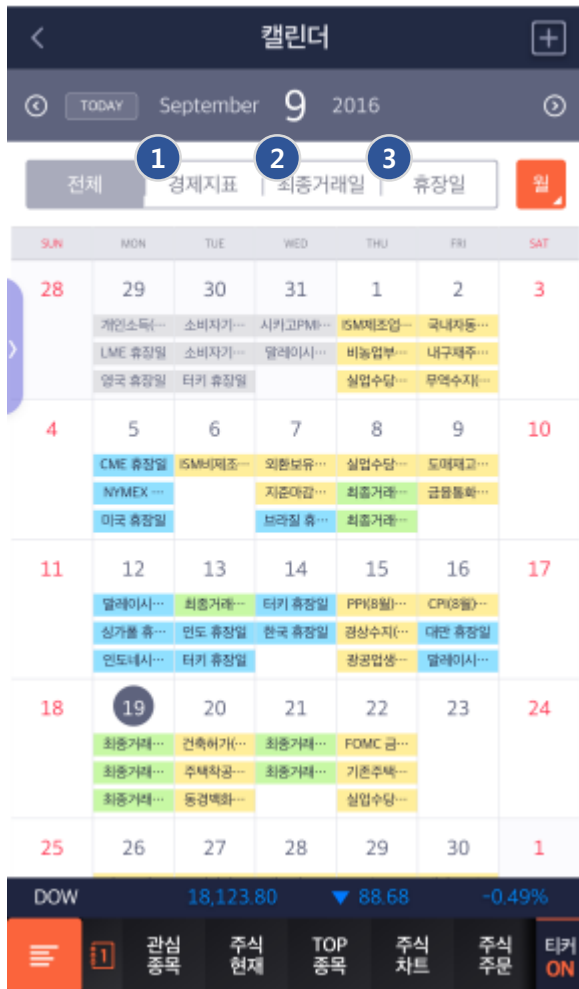 캘린더
TODAY September 9 2016
1 2 3
전체 경제지표 최종거래일 휴장일 월
SUN MON TUE WED THU FRI SAT
28 29 30 31 1 2 3
개인소득(··· 소비자기··· 시카고PMI··· ISM제조업··· 국내자동···
LME 휴장일 소비자기··· 말레이시··· 비농업부··· 내구재주···
영국 휴장일 터키 휴장일 실업수당··· 무역수지(···
4 5 6 7 8 9 10
CME 휴장일 ISM비제조··· 외환보유··· 실업수당··· 도매재고···
NYMEX ··· 지준마감··· 최종거래··· 금융통화···
미국 휴장일 브라질 휴··· 최종거래···
11 12 13 14 15 16 17
말레이시··· 최종거래··· 터키 휴장일 PPI(8월)··· CPI(8월)···
싱가폴 휴··· 인도 휴장일 한국 휴장일 경상수지(··· 대만 휴장일
인도네시··· 터키 휴장일 광공업생··· 말레이시···
18 19 20 21 22 23 24
최종거래··· 건축허가(··· 최종거래··· FOMC 금···
최종거래··· 주택착공··· 최종거래··· 기존주택···
최종거래··· 동경백화··· 실업수당···
25 26 27 28 29 30 1
DOW 18,123.80 ▼ 88.68 -0.49%
1 관심 주식 TOP 주식 주식 티커
종목 현재 종목 차트 주문 ON